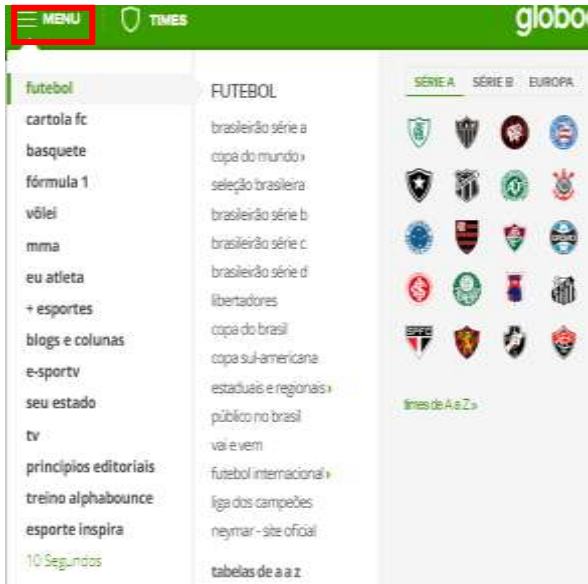 MENU
TIMES
globoe
futebol
cartola fc
basquete
fórmula 1
vôlei
mma
eu atleta
+ esportes
blogs e colunas
e-sportv
seu estado
tv
princípios editoriais
treino alphabounce
esporte inspira
10 Segundos
FUTEBOL
brasileirão série a
copa do mundo »
seleção brasileira
brasileirão série b
brasileirão série c
brasileirão série d
libertadores
copa do brasil
copa sul-americana
estaduais e regionais »
público no brasil
vai e vem
futebol internacional »
liga dos campeões
neymar - site oficial
tabelas de a a z
SÉRIE A SÉRIE B EUROPA
SPFC
times de A a Z »